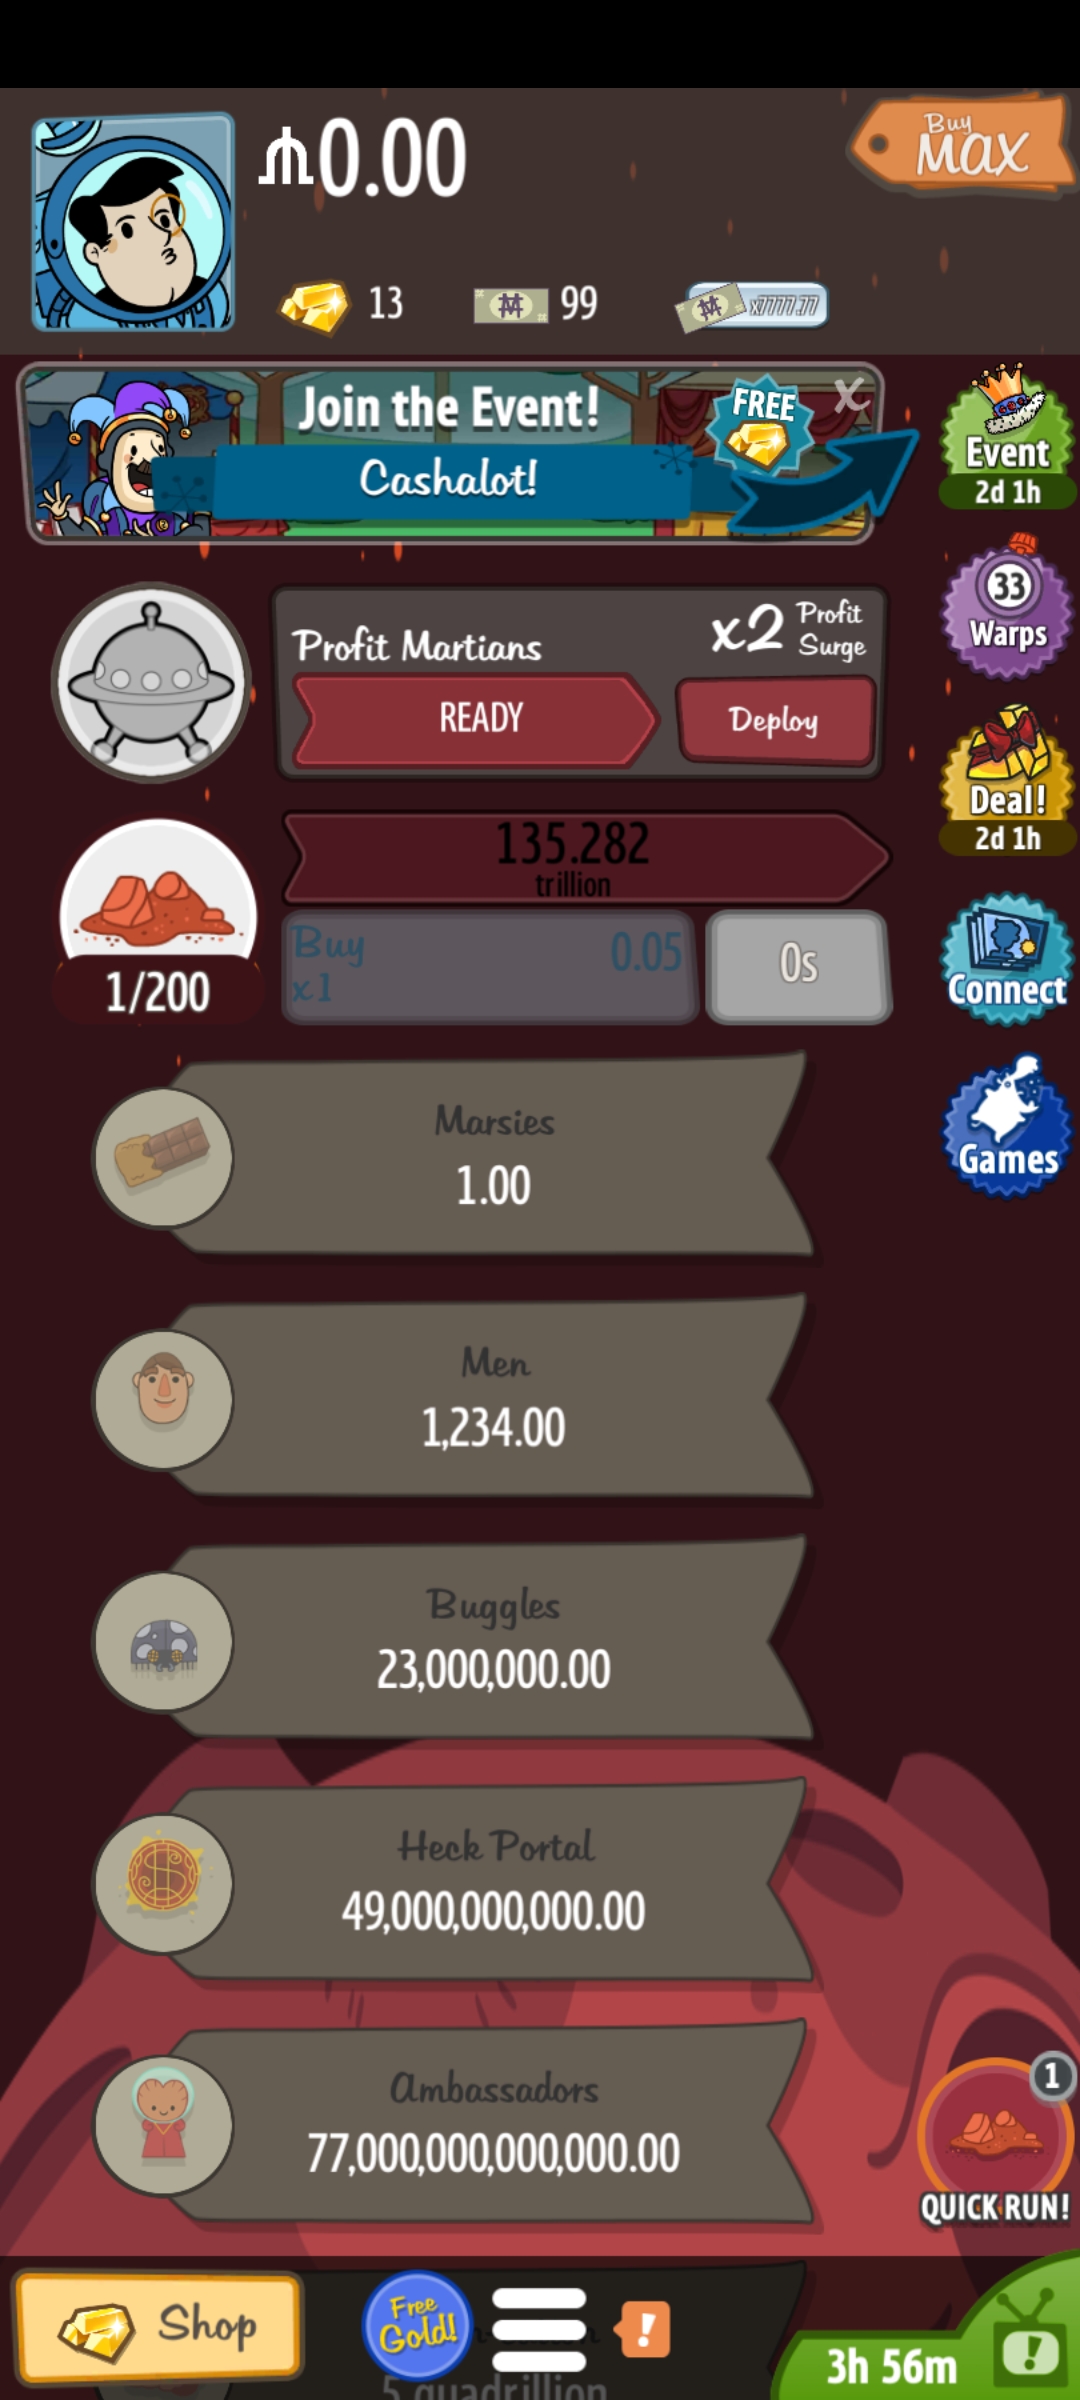 ₼0.00
Buy
MAX
13
99
x7777.77
Join the Event!
FREE
X
Cashalot!
Event
2d 1h
33
Warps
Profit Martians
x2 Profit Surge
READY
Deploy
Deal!
2d 1h
135.282
trillion
Buy
x1
0.05
0s
1/200
Connect
Games
Marsies
1.00
Men
1,234.00
Buggles
23,000,000.00
Heck Portal
49,000,000,000.00
Ambassadors
77,000,000,000,000.00
1
QUICK RUN!
Shop
Free
Gold!
!
3h 56m
!
5 quadrillion